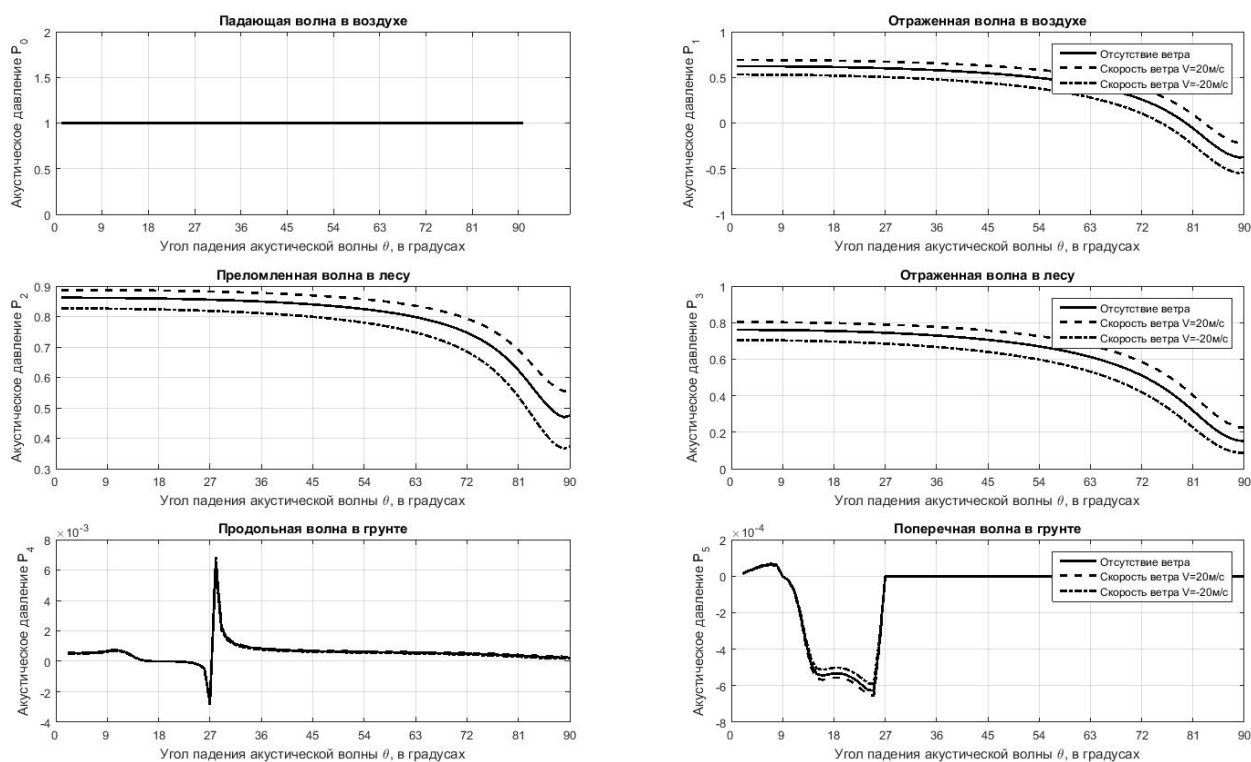 Падающая волна в воздухе
Акустическое давление P0
2
1.5
1
0.5
0
0 9 18 27 36 45 54 63 72 81 90
Угол падения акустической волны θ, в градусах
Отраженная волна в воздухе
Акустическое давление P1
1
0.5
0
-0.5
-1
Отсутствие ветра
Скорость ветра V=20м/с
Скорость ветра V=-20м/с
0 9 18 27 36 45 54 63 72 81 90
Угол падения акустической волны θ, в градусах
Преломленная волна в лесу
Акустическое давление P2
0.9
0.8
0.7
0.6
0.5
0.4
0.3
0 9 18 27 36 45 54 63 72 81 90
Угол падения акустической волны θ, в градусах
Отраженная волна в лесу
Акустическое давление P3
1
0.8
0.6
0.4
0.2
0
Отсутствие ветра
Скорость ветра V=20м/с
Скорость ветра V=-20м/с
0 9 18 27 36 45 54 63 72 81 90
Угол падения акустической волны θ, в градусах
Продольная волна в грунте
×10-3
Акустическое давление P4
8
6
4
2
0
-2
-4
0 9 18 27 36 45 54 63 72 81 90
Угол падения акустической волны θ, в градусах
Поперечная волна в грунте
×10-4
Акустическое давление P5
2
0
-2
-4
-6
-8
Отсутствие ветра
Скорость ветра V=20м/с
Скорость ветра V=-20м/с
0 9 18 27 36 45 54 63 72 81 90
Угол падения акустической волны θ, в градусах